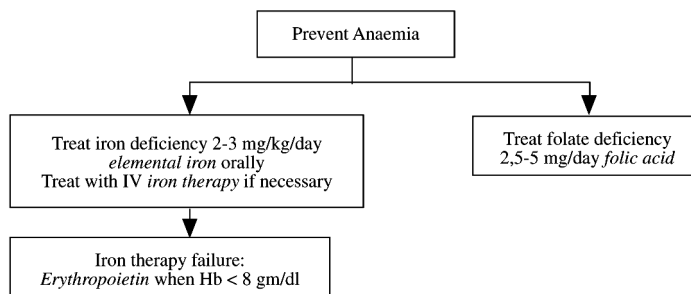 Prevent Anaemia
Treat iron deficiency 2-3 mg/kg/day
elemental iron orally
Treat with IV iron therapy if necessary
Treat folate deficiency
2,5-5 mg/day folic acid
Iron therapy failure:
Erythropoietin when Hb < 8 gm/dl